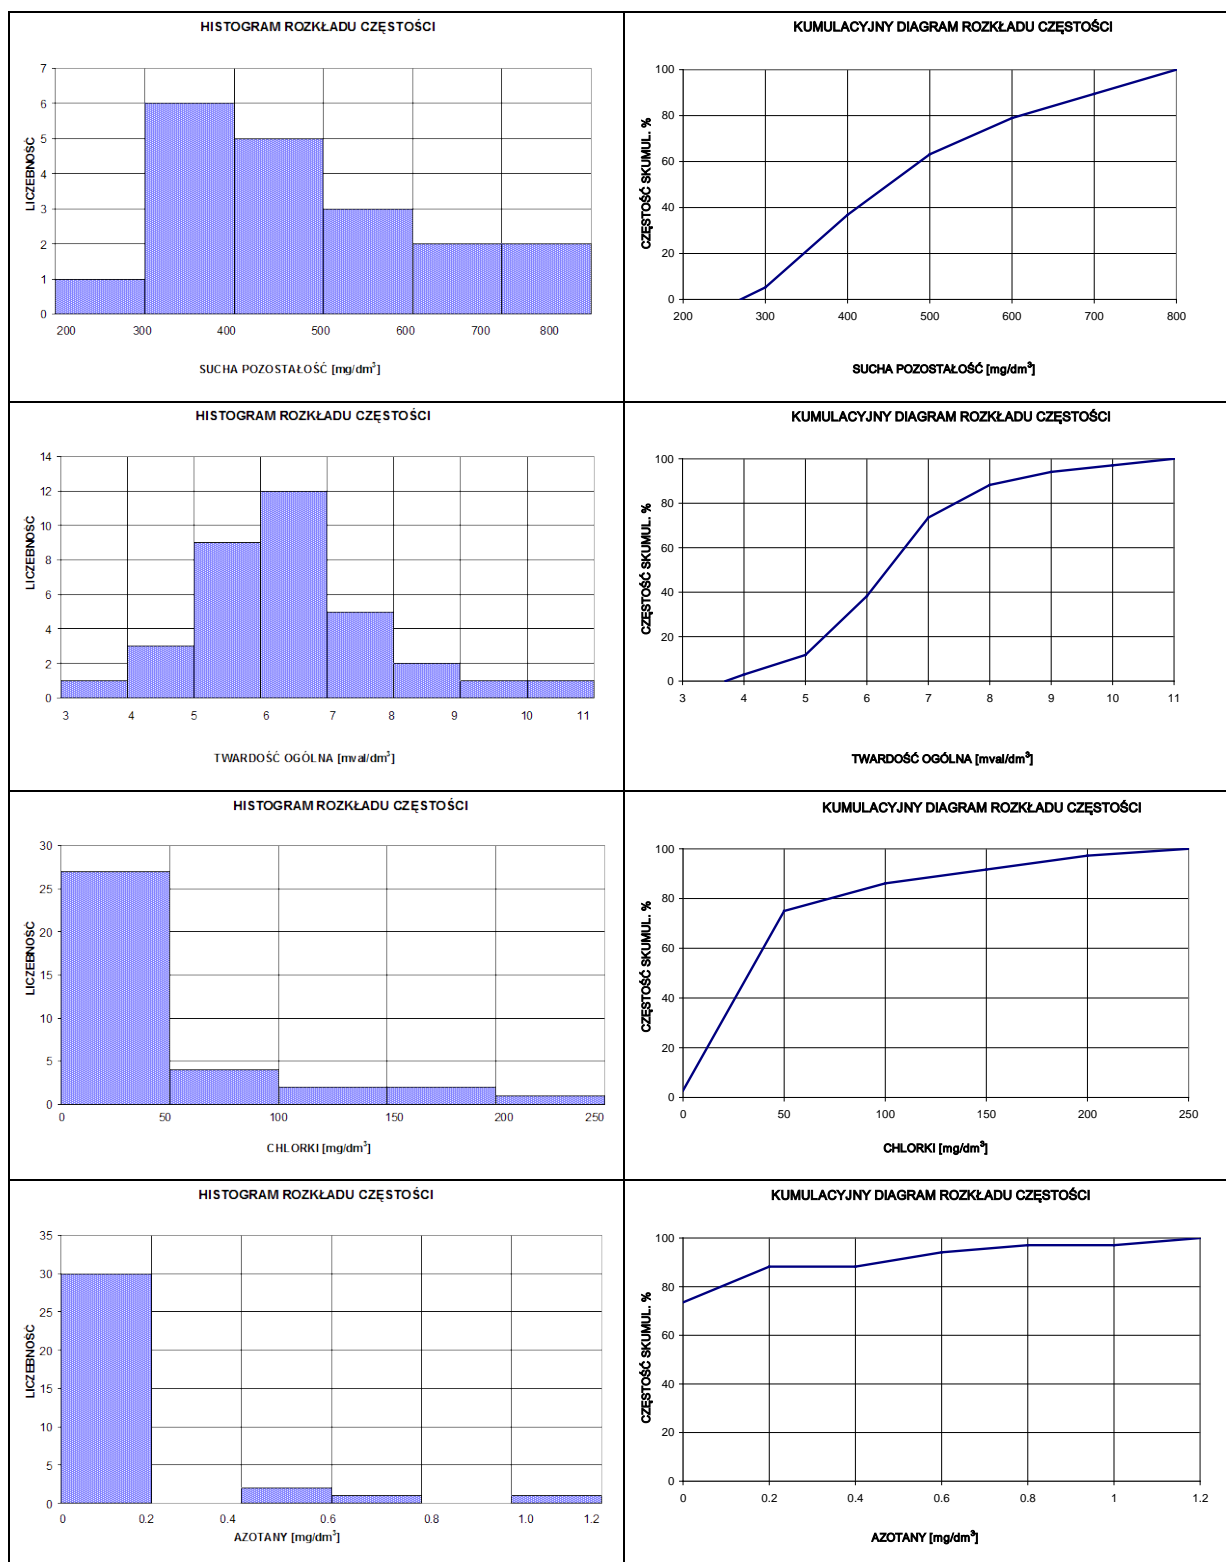 HISTOGRAM ROZKŁADU CZĘSTOŚCI
7
6
5
4
3
2
1
0
LICZEBNOŚĆ
200 300 400 500 600 700 800
SUCHA POZOSTAŁOŚĆ [mg/dm³]
KUMULACYJNY DIAGRAM ROZKŁADU CZĘSTOŚCI
100
80
60
40
20
0
CZĘSTOŚĆ SKUMUL. %
200 300 400 500 600 700 800
SUCHA POZOSTAŁOŚĆ [mg/dm³]
HISTOGRAM ROZKŁADU CZĘSTOŚCI
14
12
10
8
6
4
2
0
LICZEBNOŚĆ
3 4 5 6 7 8 9 10 11
TWARDOŚĆ OGÓLNA [mval/dm³]
KUMULACYJNY DIAGRAM ROZKŁADU CZĘSTOŚCI
100
80
60
40
20
0
CZĘSTOŚĆ SKUMUL. %
3 4 5 6 7 8 9 10 11
TWARDOŚĆ OGÓLNA [mval/dm³]
HISTOGRAM ROZKŁADU CZĘSTOŚCI
30
25
20
15
10
5
0
LICZEBNOŚĆ
0 50 100 150 200 250
CHLORKI [mg/dm³]
KUMULACYJNY DIAGRAM ROZKŁADU CZĘSTOŚCI
100
80
60
40
20
0
CZĘSTOŚĆ SKUMUL. %
0 50 100 150 200 250
CHLORKI [mg/dm³]
HISTOGRAM ROZKŁADU CZĘSTOŚCI
35
30
25
20
15
10
5
0
LICZEBNOŚĆ
0 0.2 0.4 0.6 0.8 1.0 1.2
AZOTANY [mg/dm³]
KUMULACYJNY DIAGRAM ROZKŁADU CZĘSTOŚCI
100
80
60
40
20
0
CZĘSTOŚĆ SKUMUL. %
0 0.2 0.4 0.6 0.8 1 1.2
AZOTANY [mg/dm³]